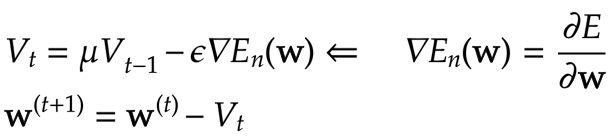 V_t = μV_{t−1} − ϵ∇E_n(𝐰) ⇐ ∇E_n(𝐰) = ∂E/∂𝐰
𝐰^{(t+1)} = 𝐰^{(t)} − V_t